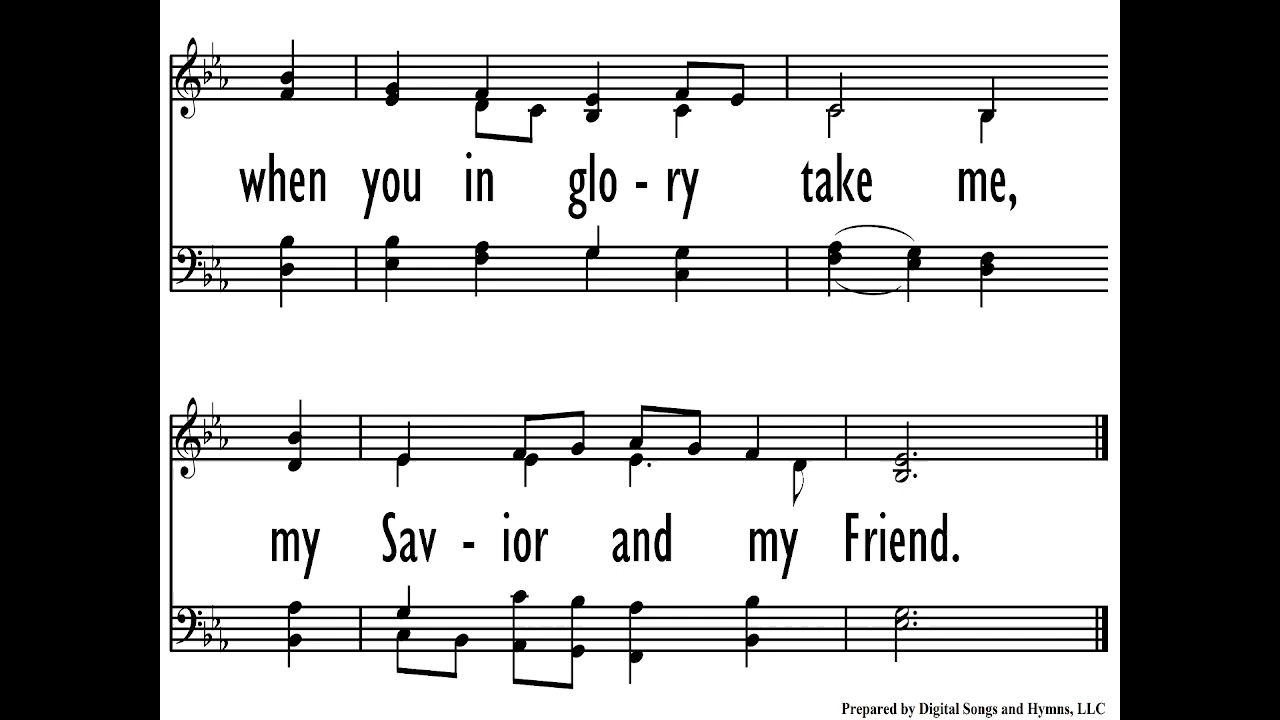 when you in glo - ry take me,
my Sav - ior and my Friend.
Prepared by Digital Songs and Hymns, LLC